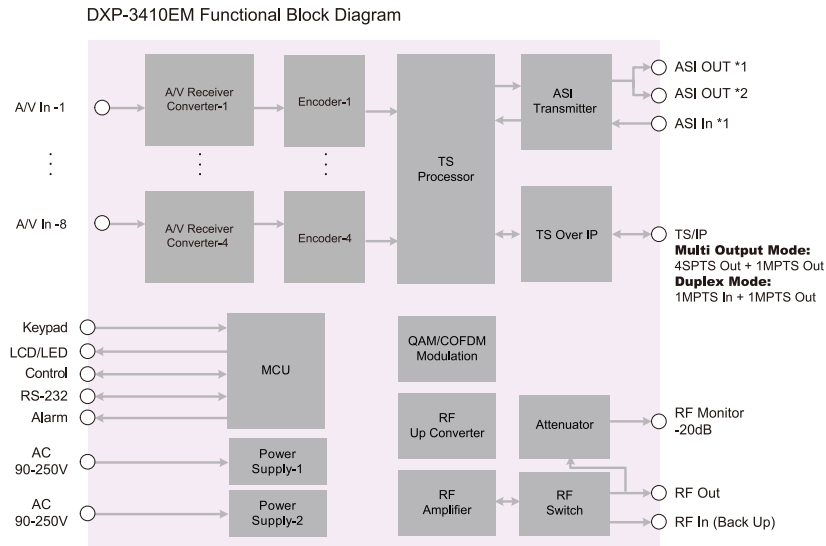 DXP-3410EM Functional Block Diagram
A/V In -1
A/V Receiver
Converter-1
Encoder-1
TS
Processor
ASI
Transmitter
ASI OUT *1
ASI OUT *2
ASI In *1
A/V In -8
A/V Receiver
Converter-4
Encoder-4
TS Over IP
TS/IP
Multi Output Mode:
4SPTS Out + 1MPTS Out
Duplex Mode:
1MPTS In + 1MPTS Out
Keypad
LCD/LED
Control
RS-232
Alarm
MCU
QAM/COFDM
Modulation
RF
Up Converter
Attenuator
RF Monitor
-20dB
AC
90-250V
Power
Supply-1
AC
90-250V
Power
Supply-2
RF
Amplifier
RF
Switch
RF Out
RF In (Back Up)